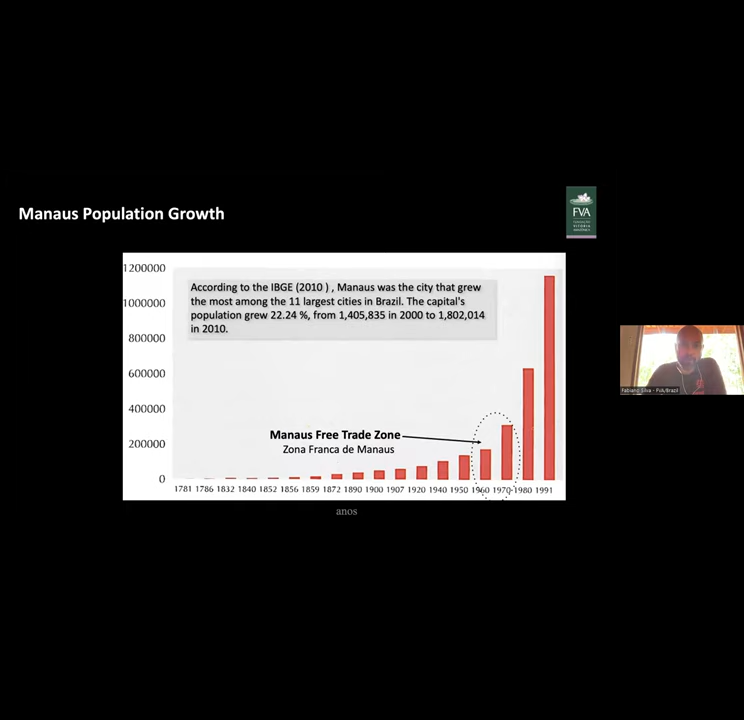 Manaus Population Growth
FVA
1200000
1000000
800000
600000
400000
200000
0
According to the IBGE (2010 ) , Manaus was the city that grew
the most among the 11 largest cities in Brazil. The capital's
population grew 22.24 %, from 1,405,835 in 2000 to 1,802,014
in 2010.
Manaus Free Trade Zone
Zona Franca de Manaus
1781 1786 1832 1840 1852 1856 1859 1872 1890 1900 1907 1920 1940 1950 1960 1970 1980 1991
anos
Silva - FVA/Brazil